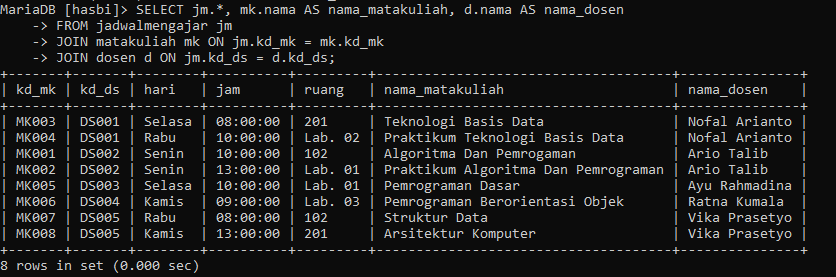 MariaDB [hasbi]> SELECT jm.*, mk.nama AS nama_matakuliah, d.nama AS nama_dosen
    -> FROM jadwalmengajar jm
    -> JOIN matakuliah mk ON jm.kd_mk = mk.kd_mk
    -> JOIN dosen d ON jm.kd_ds = d.kd_ds;
+-------+-------+--------+----------+---------+-----------------------------------+----------------+
| kd_mk | kd_ds | hari   | jam      | ruang   | nama_matakuliah                   | nama_dosen     |
+-------+-------+--------+----------+---------+-----------------------------------+----------------+
| MK003 | DS001 | Selasa | 08:00:00 | 201     | Teknologi Basis Data              | Nofal Arianto  |
| MK004 | DS001 | Rabu   | 10:00:00 | Lab. 02 | Praktikum Teknologi Basis Data    | Nofal Arianto  |
| MK001 | DS002 | Senin  | 10:00:00 | 102     | Algoritma Dan Pemrogaman          | Ario Talib     |
| MK002 | DS002 | Senin  | 13:00:00 | Lab. 01 | Praktikum Algoritma Dan Pemrograman | Ario Talib     |
| MK005 | DS003 | Selasa | 10:00:00 | Lab. 01 | Pemrograman Dasar                 | Ayu Rahmadina  |
| MK006 | DS004 | Kamis  | 09:00:00 | Lab. 03 | Pemrograman Berorientasi Objek    | Ratna Kumala   |
| MK007 | DS005 | Rabu   | 08:00:00 | 102     | Struktur Data                     | Vika Prasetyo  |
| MK008 | DS005 | Kamis  | 13:00:00 | 201     | Arsitektur Komputer               | Vika Prasetyo  |
+-------+-------+--------+----------+---------+-----------------------------------+----------------+
8 rows in set (0.000 sec)